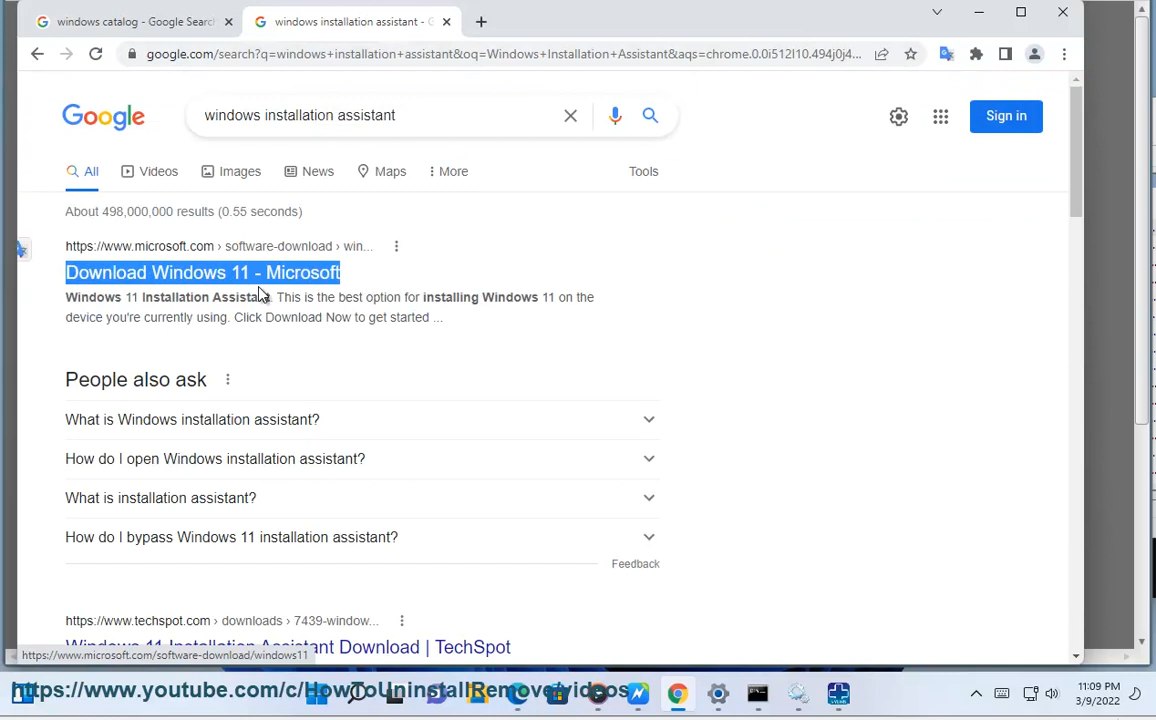 windows catalog - Google Search
windows installation assistant - G
google.com/search?q=windows+installation+assistant&oq=Windows+Installation+Assistant&aqs=chrome.0.0i512l10.494j0j4...
Google
windows installation assistant
Sign in
All
Videos
Images
News
Maps
More
Tools
About 498,000,000 results (0.55 seconds)
https://www.microsoft.com › software-download › win...
Download Windows 11 - Microsoft
Windows 11 Installation Assistant. This is the best option for installing Windows 11 on the
device you're currently using. Click Download Now to get started ...
People also ask
What is Windows installation assistant?
How do I open Windows installation assistant?
What is installation assistant?
How do I bypass Windows 11 installation assistant?
Feedback
https://www.techspot.com › downloads › 7439-window...
Windows 11 Installation Assistant Download | TechSpot
https://www.microsoft.com/software-download/windows11
https://www.youtube.com/c/HowToUninstallRemovevideos
11:09 PM
3/9/2022